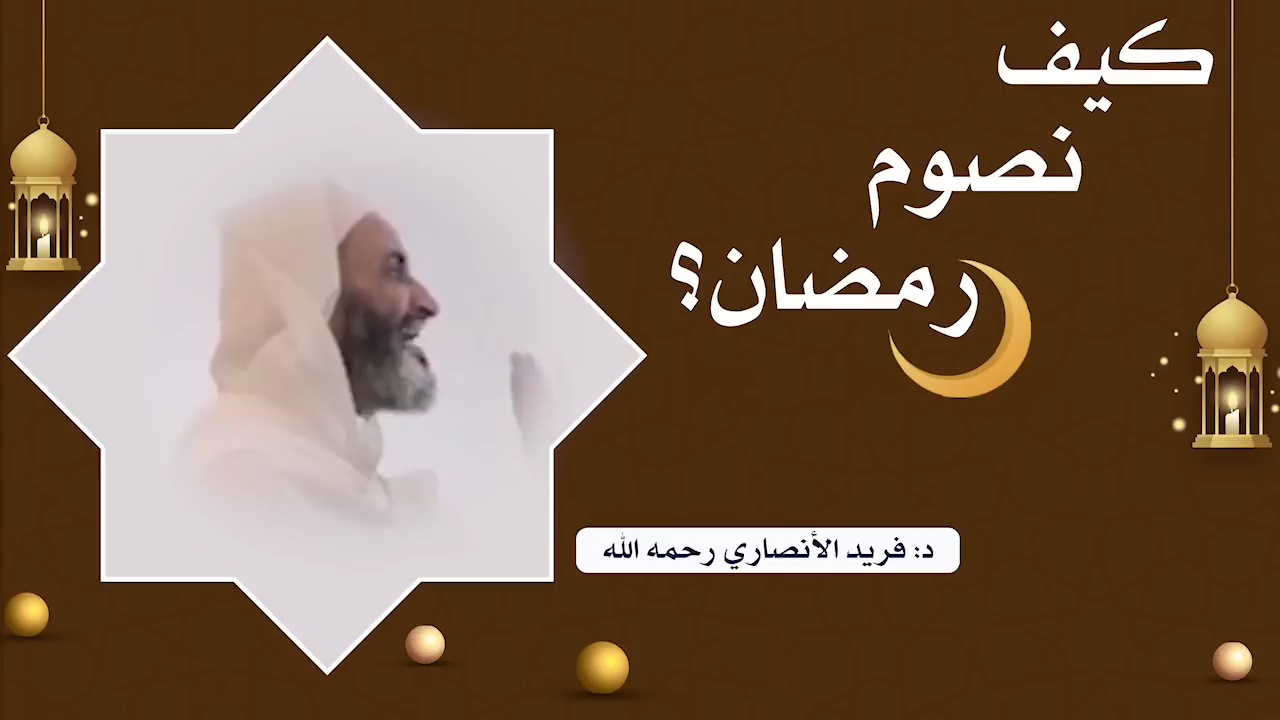 كيف
نصوم
رمضان؟
د: فريد الأنصاري رحمه الله